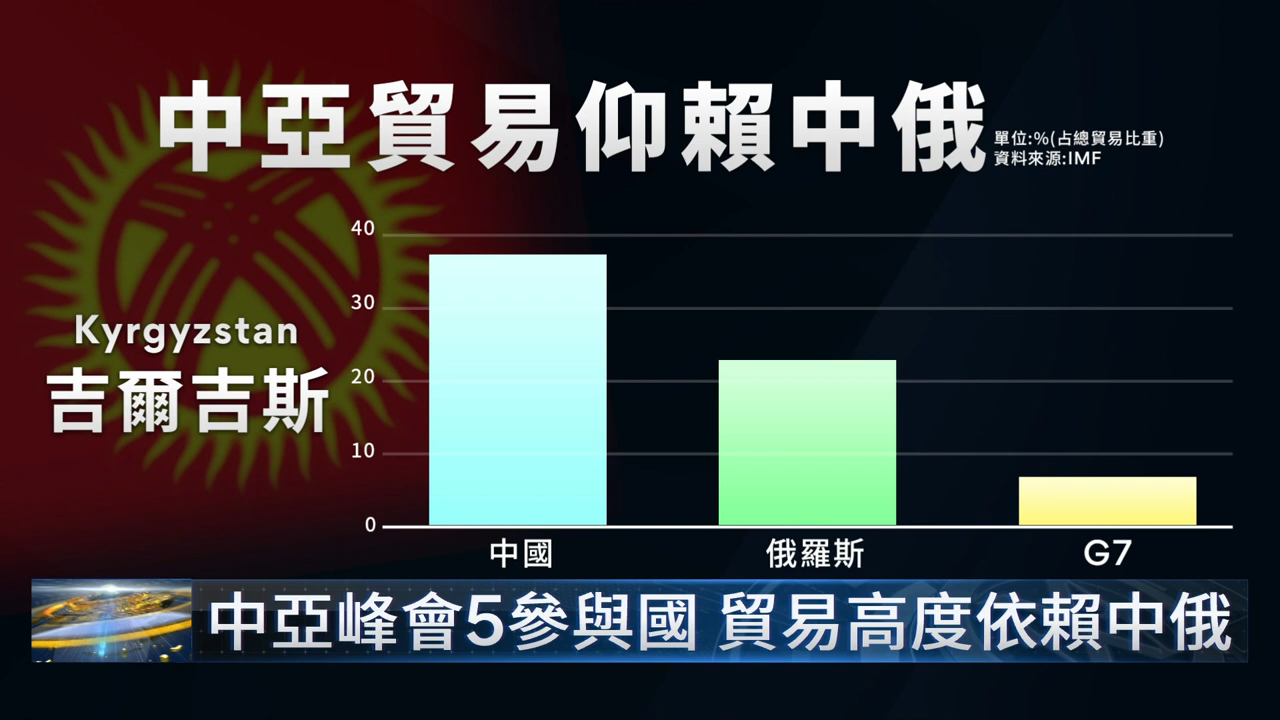 中亞貿易仰賴中俄
單位:%(占總貿易比重)
資料來源:IMF
Kyrgyzstan
吉爾吉斯
40
30
20
10
0
中國
俄羅斯
G7
中亞峰會5參與國 貿易高度依賴中俄